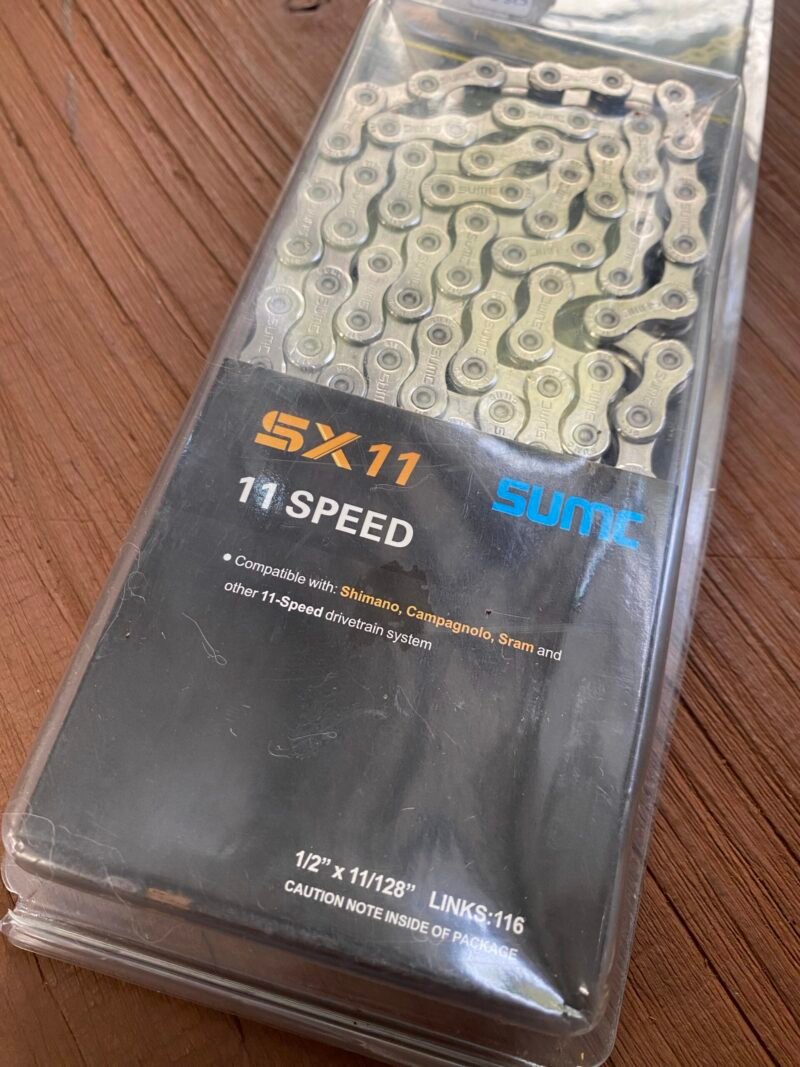 SX11
11 SPEED
SUMC
• Compatible with: Shimano, Campagnolo, Sram and
other 11-Speed drivetrain system
1/2” x 11/128” LINKS:116
CAUTION NOTE INSIDE OF PACKAGE